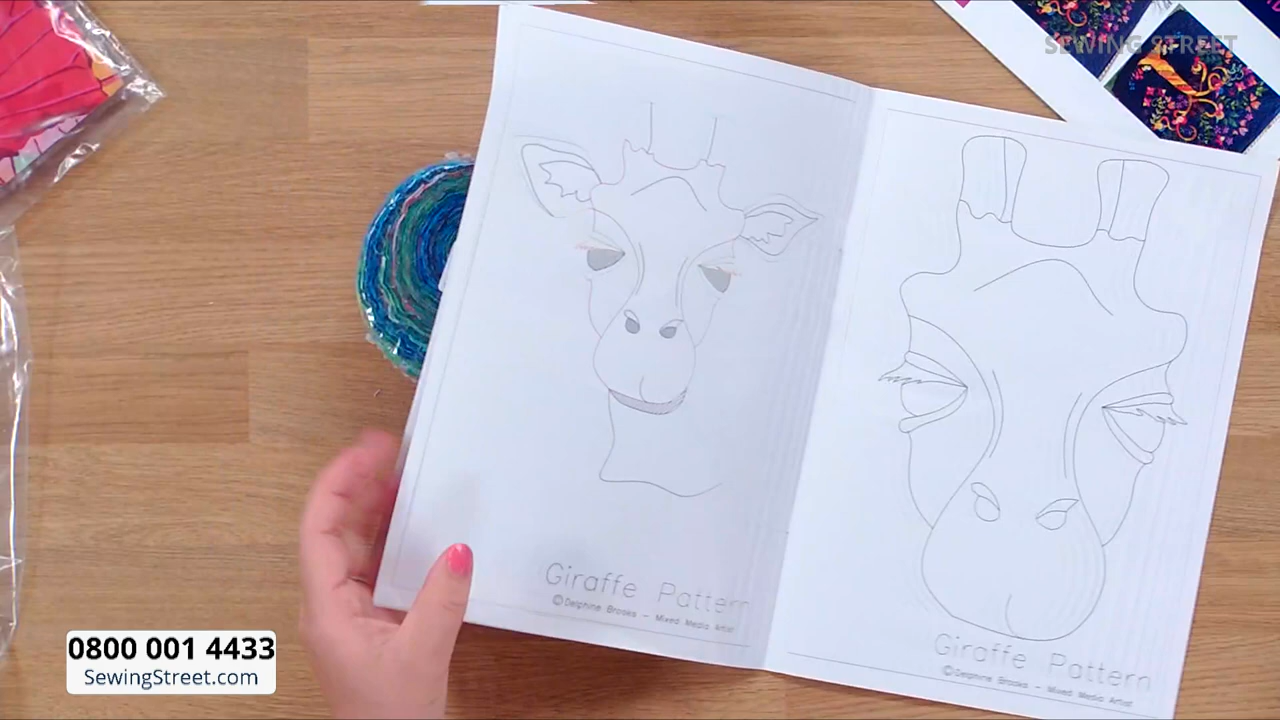 SEWING STREET
Giraffe Pattern
©Delphine Brooks - Mixed Media Artist
Giraffe Pattern
©Delphine Brooks - Mixed Media Artist
0800 001 4433
SewingStreet.com